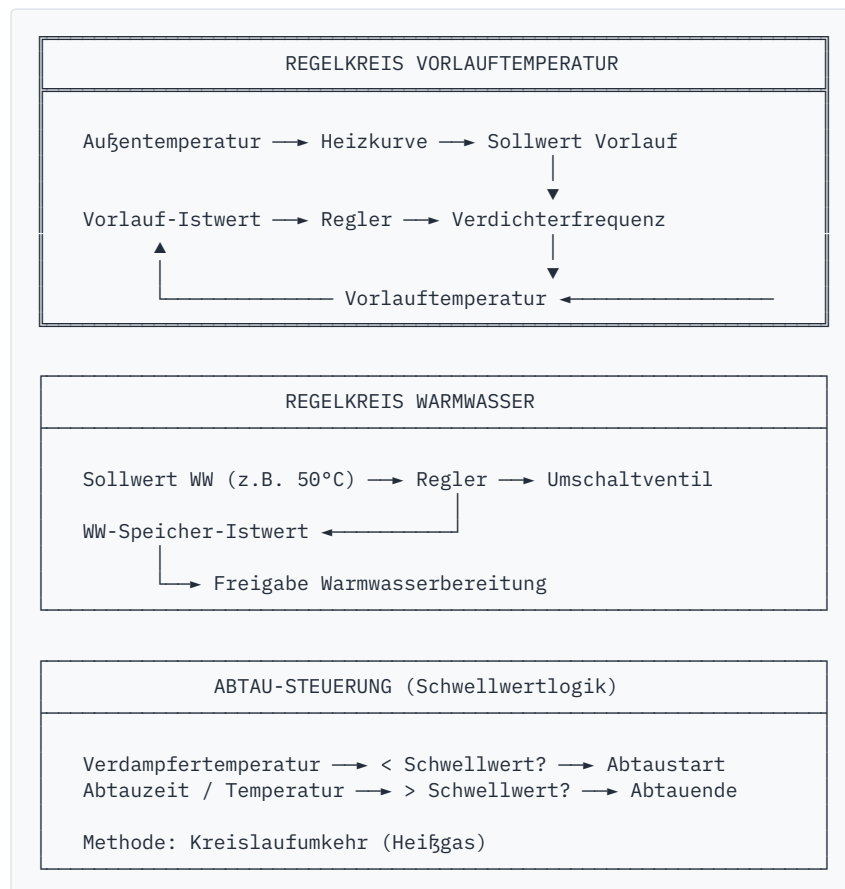 REGELKREIS VORLAUFTEMPERATUR
Außentemperatur ──► Heizkurve ──► Sollwert Vorlauf
Vorlauf-Istwert ──► Regler ──► Verdichterfrequenz
Vorlauftemperatur ◄
REGELKREIS WARMWASSER
Sollwert WW (z.B. 50°C) ──► Regler ──► Umschaltventil
WW-Speicher-Istwert ◄
──► Freigabe Warmwasserbereitung
ABTAU-STEUERUNG (Schwellwertlogik)
Verdampfertemperatur ──► < Schwellwert? ──► Abtaustart
Abtauzeit / Temperatur ──► > Schwellwert? ──► Abtauende
Methode: Kreislaufumkehr (Heißgas)